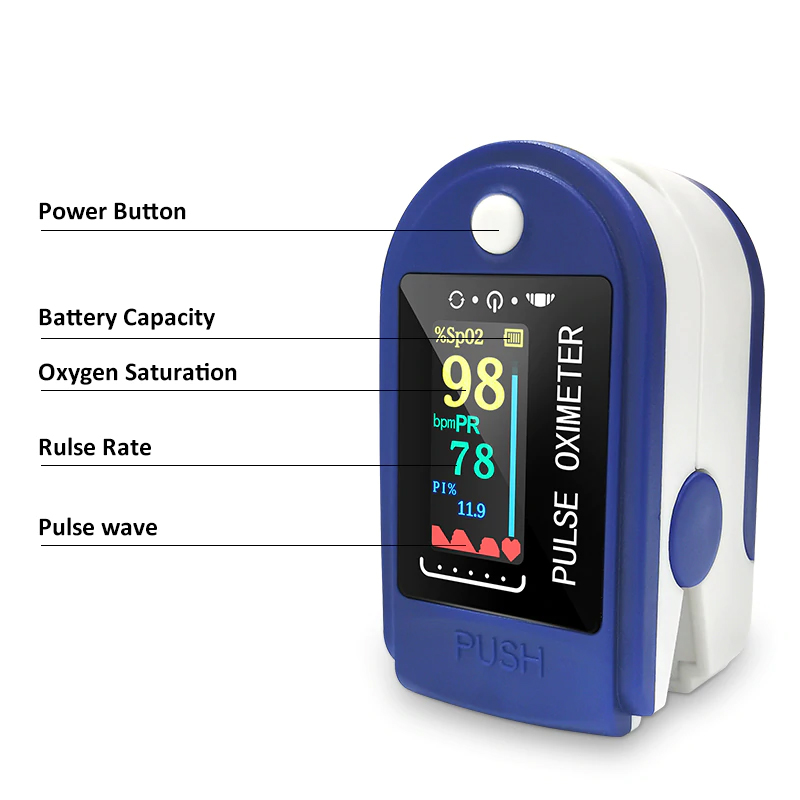 Power Button
Battery Capacity
Oxygen Saturation
Rulse Rate
Pulse wave
%SpO2
98
bpmPR
78
PI%
11.9
PULSE OXIMETER
PUSH